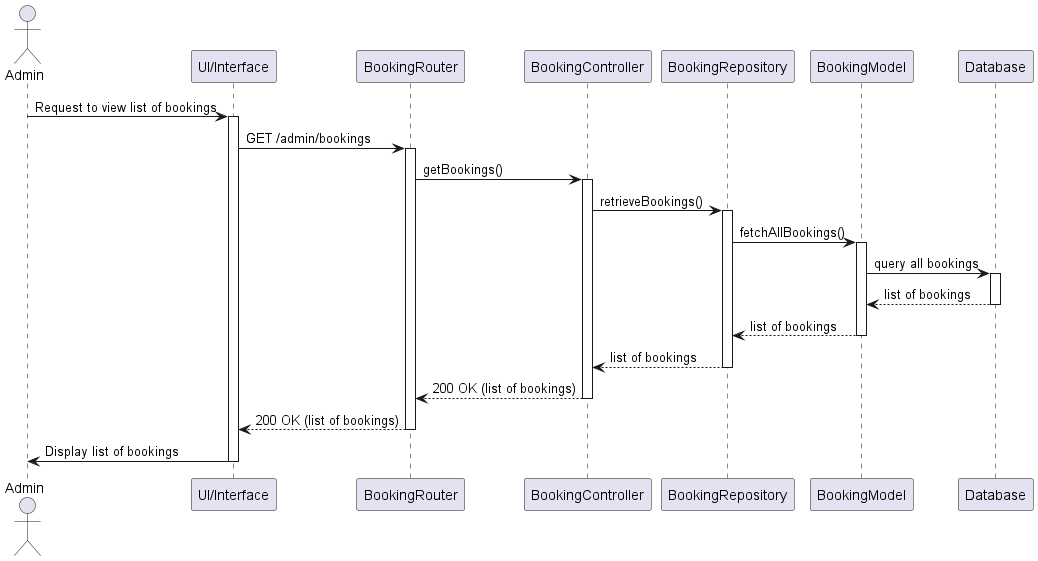 Admin
UI/Interface
BookingRouter
BookingController
BookingRepository
BookingModel
Database
Request to view list of bookings
GET /admin/bookings
getBookings()
retrieveBookings()
fetchAllBookings()
query all bookings
list of bookings
list of bookings
list of bookings
200 OK (list of bookings)
200 OK (list of bookings)
Display list of bookings
Admin
UI/Interface
BookingRouter
BookingController
BookingRepository
BookingModel
Database